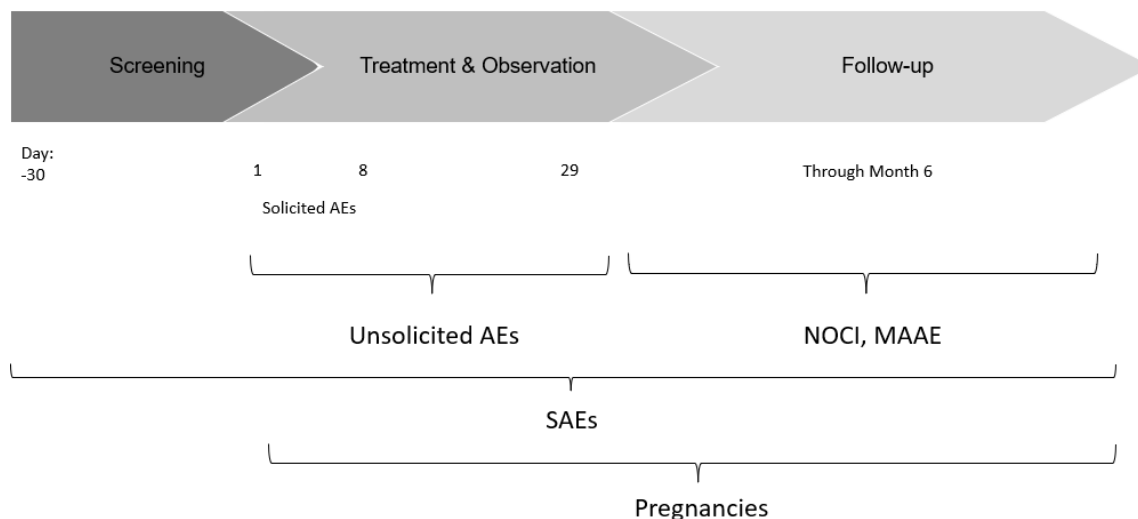 Screening
Treatment & Observation
Follow-up
Day:
-30
1
8
29
Through Month 6
Solicited AEs
Unsolicited AEs
NOCI, MAAE
SAEs
Pregnancies